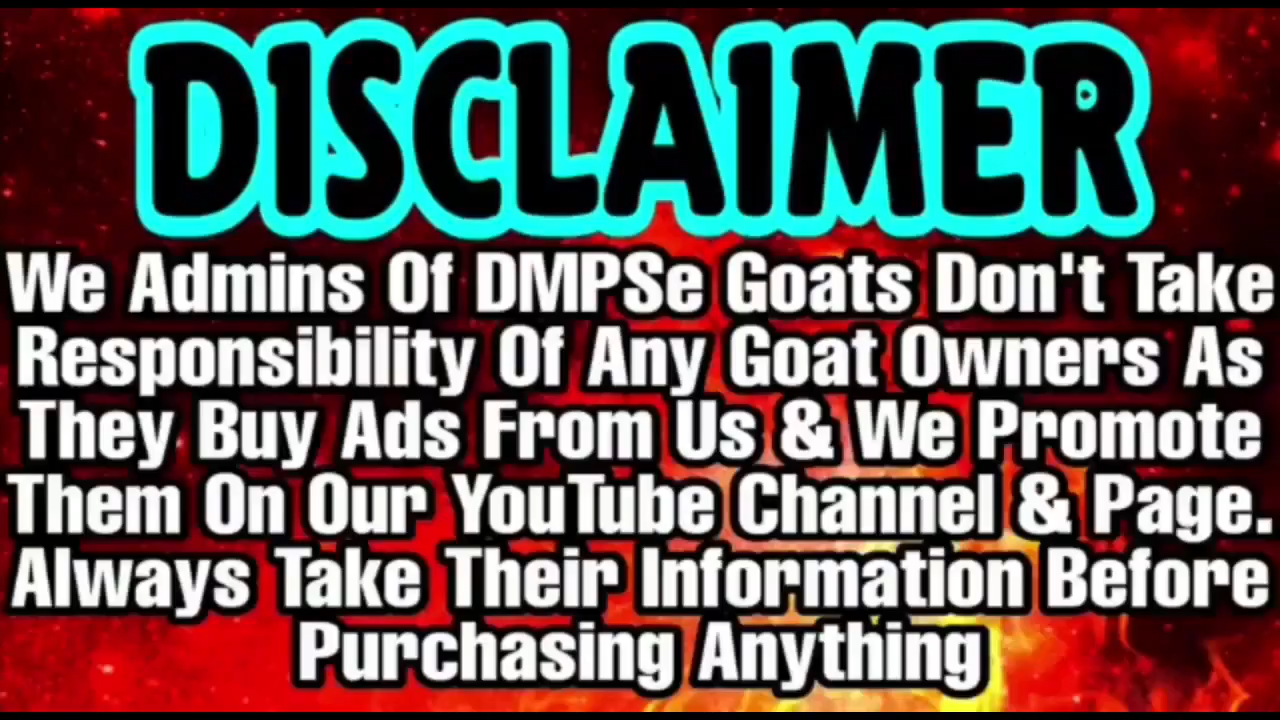 DISCLAIMER
We Admins Of DMPSe Goats Don't Take
Responsibility Of Any Goat Owners As
They Buy Ads From Us & We Promote
Them On Our YouTube Channel & Page.
Always Take Their Information Before
Purchasing Anything